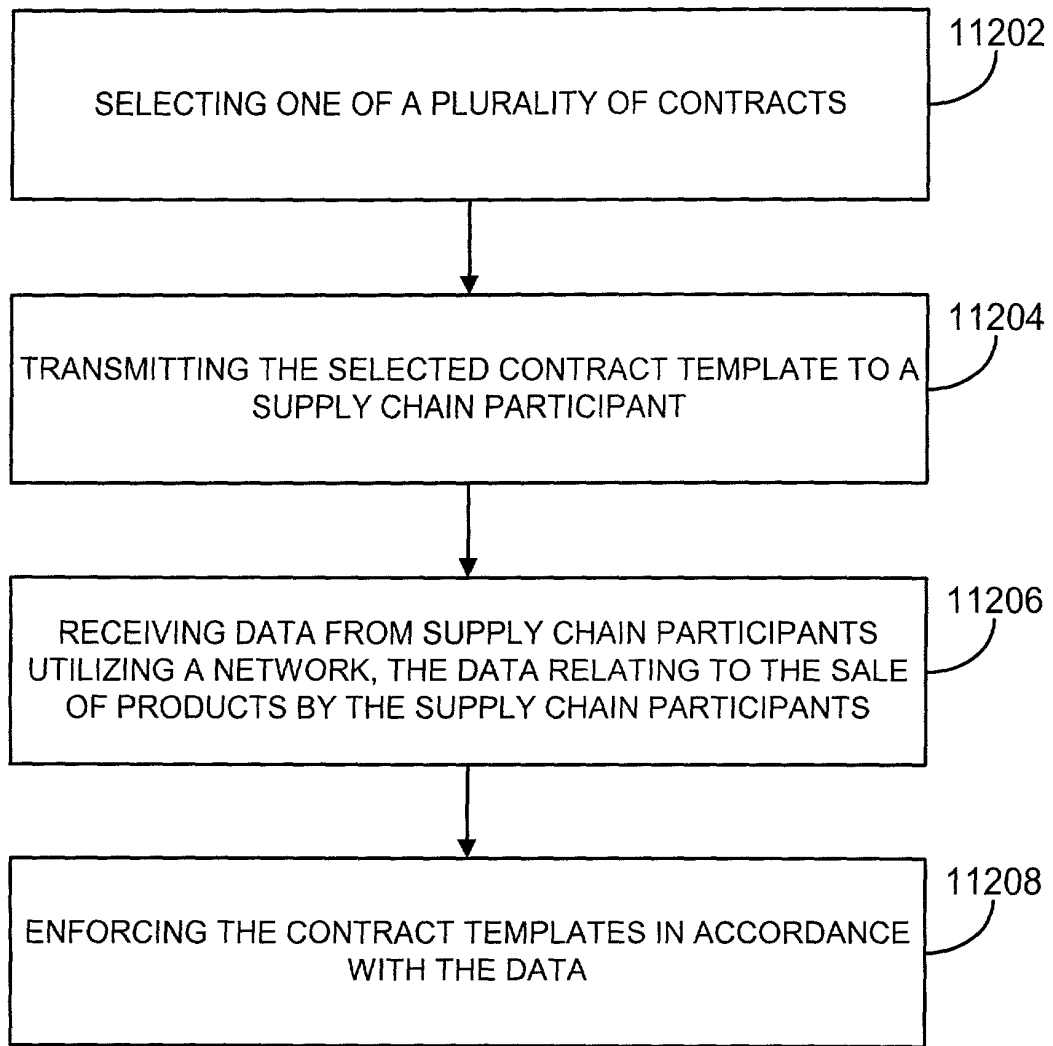 11202
SELECTING ONE OF A PLURALITY OF CONTRACTS
11204
TRANSMITTING THE SELECTED CONTRACT TEMPLATE TO A
SUPPLY CHAIN PARTICIPANT
11206
RECEIVING DATA FROM SUPPLY CHAIN PARTICIPANTS
UTILIZING A NETWORK, THE DATA RELATING TO THE SALE
OF PRODUCTS BY THE SUPPLY CHAIN PARTICIPANTS
11208
ENFORCING THE CONTRACT TEMPLATES IN ACCORDANCE
WITH THE DATA